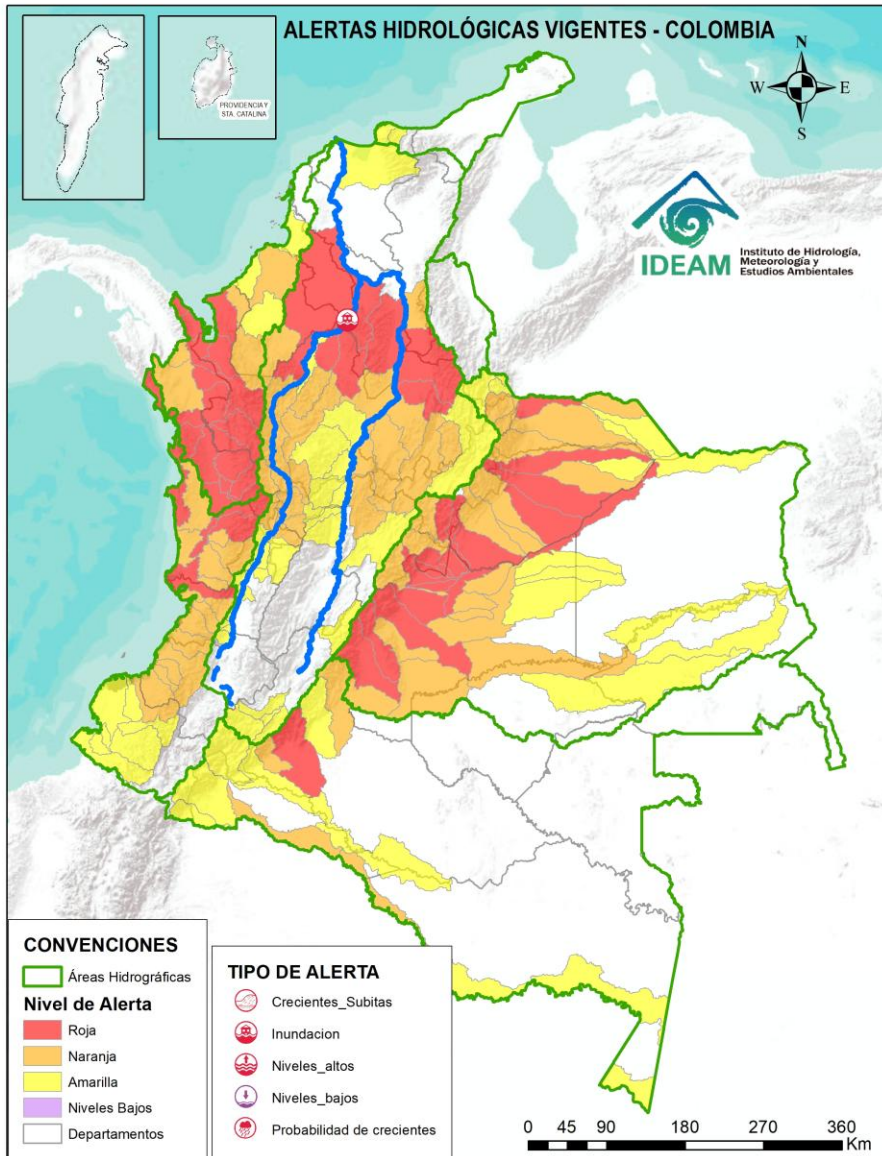 ALERTAS HIDROLÓGICAS VIGENTES - COLOMBIA
PROVIDENCIA Y
STA. CATALINA
N
W
E
S
IDEAM
Instituto de Hidrología,
Meteorología y
Estudios Ambientales
CONVENCIONES
Áreas Hidrográficas
Nivel de Alerta
Roja
Naranja
Amarilla
Niveles Bajos
Departamentos
TIPO DE ALERTA
Crecientes_Subitas
Inundacion
Niveles_altos
Niveles_bajos
Probabilidad de crecientes
0 45 90 180 270 360
Km